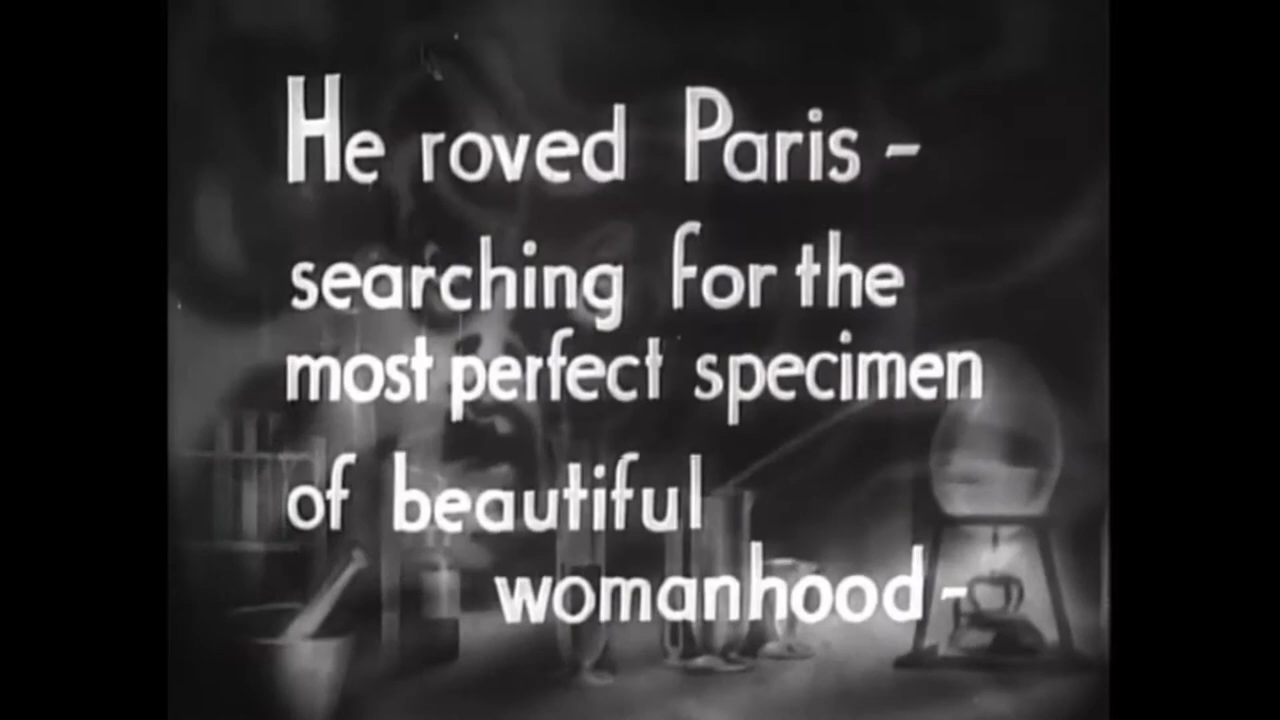 He roved Paris -
searching for the
most perfect specimen
of beautiful
womanhood -